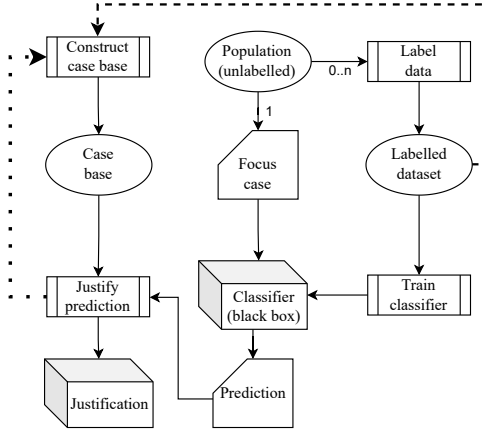 Construct
case base
Population
(unlabelled)
0..n
Label
data
1
Case
base
Focus
case
Labelled
dataset
Justify
prediction
Classifier
(black box)
Train
classifier
Justification
Prediction